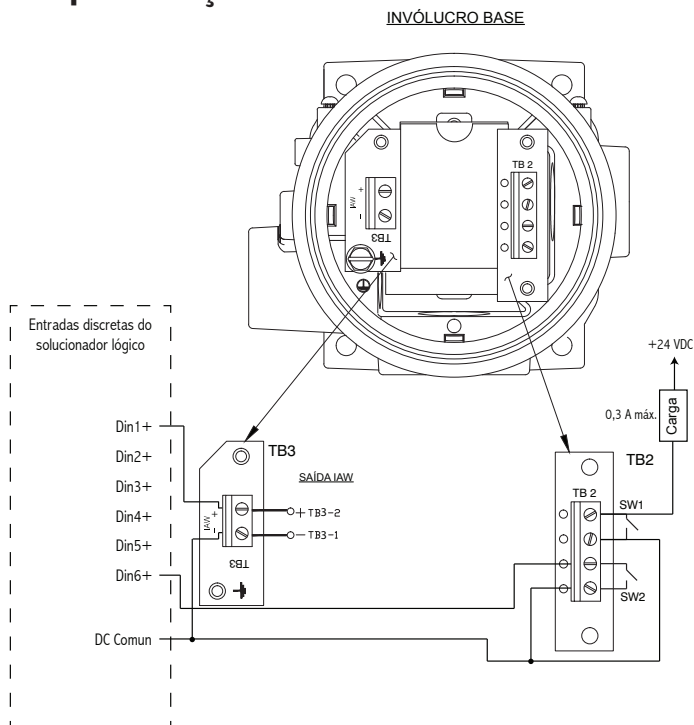 INVÓLUCRO BASE
TB 2
+
IAW
−
TB3
Entradas discretas do
solucionador lógico
+24 VDC
Carga
0,3 A máx.
Din1+
Din2+
Din3+
Din4+
Din5+
Din6+
DC Comun
TB3
SAÍDA IAW
+
IAW
−
TB3
+ TB3-2
− TB3-1
TB2
TB 2
SW1
SW2